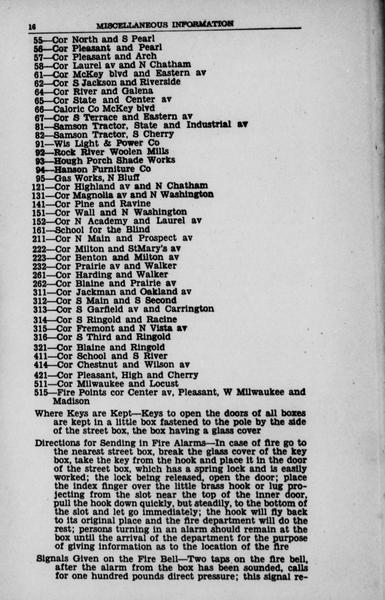 16 MISCELLANEOUS INFORMATION
55—Cor North and S Pearl
56—Cor Pleasant and Pearl
57—Cor Pleasant and Arch
58—Cor Laurel av and N Chatham
61—Cor McKey blvd and Eastern av
62—Cor S Jackson and Riverside
64—Cor River and Galena
65—Cor State and Center av
66—Caloric Co McKey blvd
67—Cor S Terrace and Eastern av
81—Samson Tractor, State and Industrial av
82—Samson Tractor, S Cherry
91—Wis Light & Power Co
92—Rock River Woolen Mills
93—Hough Porch Shade Works
94—Hanson Furniture Co
95—Gas Works, N Bluff
121—Cor Highland av and N Chatham
131—Cor Magnolia av and N Washington
141—Cor Pine and Ravine
151—Cor Wall and N Washington
152—Cor N Academy and Laurel av
161—School for the Blind
211—Cor N Main and Prospect av
222—Cor Milton and StMary's av
223—Cor Benton and Milton av
232—Cor Prairie av and Walker
261—Cor Harding and Walker
262—Cor Blaine and Prairie av
311—Cor Jackman and Oakland av
312—Cor S Main and S Second
313—Cor S Garfield av and Carrington
314—Cor S Ringold and Racine
315—Cor Fremont and N Vista av
316—Cor S Third and Ringold
321—Cor Blaine and Ringold
411—Cor School and S River
414—Cor Chestnut and Wilson av
421—Cor Pleasant, High and Cherry
511—Cor Milwaukee and Locust
515—Fire Points cor Center av, Pleasant, W Milwaukee and
Madison
Where Keys are Kept—Keys to open the doors of all boxes
are kept in a little box fastened to the pole by the side
of the street box, the box having a glass cover
Directions for Sending in Fire Alarms—In case of fire go to
the nearest street box, break the glass cover of the key
box, take the key from the hook and place it in the door
of the street box, which has a spring lock and is easily
worked; the lock being released, open the door; place
the index finger over the little brass hook or lug pro-
jecting from the slot near the top of the inner door,
pull the hook down quickly, but steadily, to the bottom of
the slot and let go immediately; the hook will fly back
to its original place and the fire department will do the
rest; persons turning in an alarm should remain at the
box until the arrival of the department for the purpose
of giving information as to the location of the fire
Signals Given on the Fire Bell—Two taps on the fire bell,
after the alarm from the box has been sounded, calls
for one hundred pounds direct pressure; this signal re-